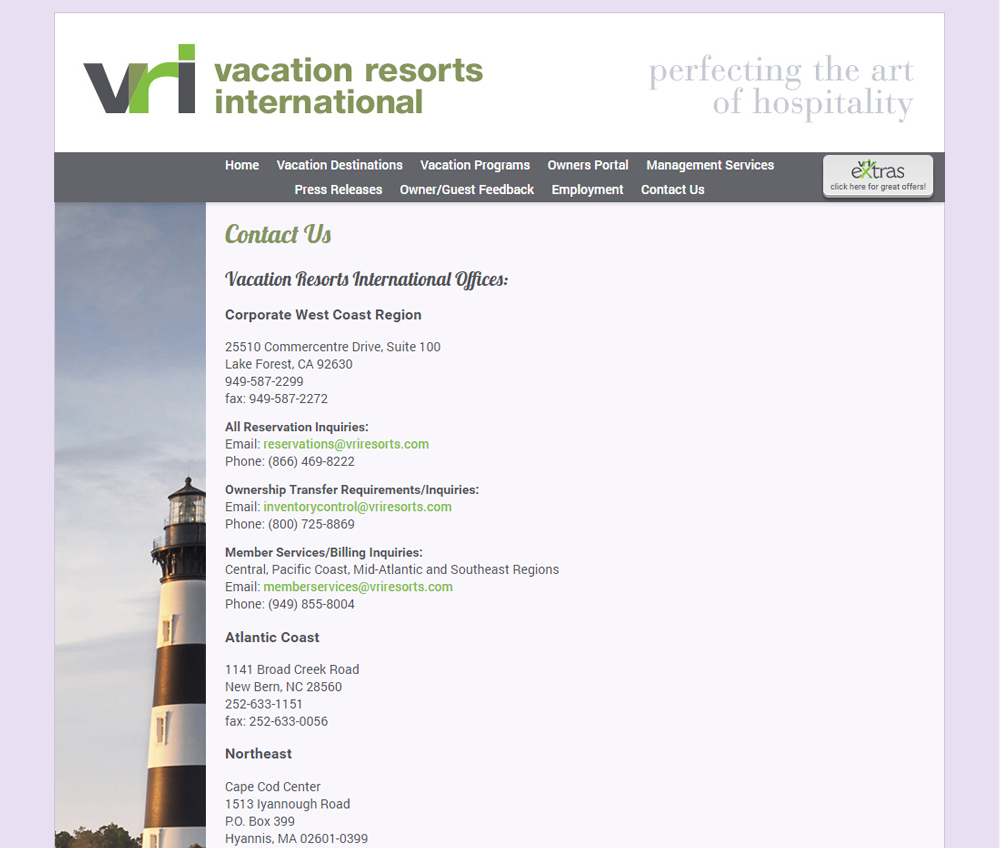 vri vacation resorts
international
perfecting the art
of hospitality
Home Vacation Destinations Vacation Programs Owners Portal Management Services
Press Releases Owner/Guest Feedback Employment Contact Us
vri extras
click here for great offers!
Contact Us
Vacation Resorts International Offices:
Corporate West Coast Region
25510 Commercentre Drive, Suite 100
Lake Forest, CA 92630
949-587-2299
fax: 949-587-2272
All Reservation Inquiries:
Email: reservations@vriresorts.com
Phone: (866) 469-8222
Ownership Transfer Requirements/Inquiries:
Email: inventorycontrol@vriresorts.com
Phone: (800) 725-8869
Member Services/Billing Inquiries:
Central, Pacific Coast, Mid-Atlantic and Southeast Regions
Email: memberservices@vriresorts.com
Phone: (949) 855-8004
Atlantic Coast
1141 Broad Creek Road
New Bern, NC 28560
252-633-1151
fax: 252-633-0056
Northeast
Cape Cod Center
1513 Iyannough Road
P.O. Box 399
Hyannis, MA 02601-0399